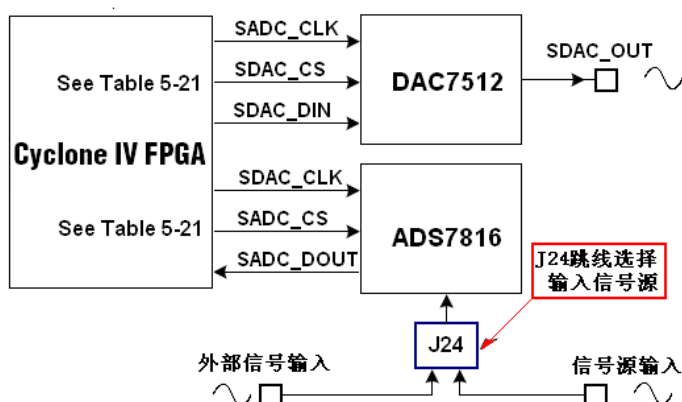 SADC_CLK
SDAC_OUT
See Table 5-21
SDAC_CS
DAC7512
SDAC_DIN
Cyclone IV FPGA
SDAC_CLK
See Table 5-21
SADC_CS
ADS7816
SADC_DOUT
J24跳线选择
输入信号源
J24
外部信号输入
信号源输入